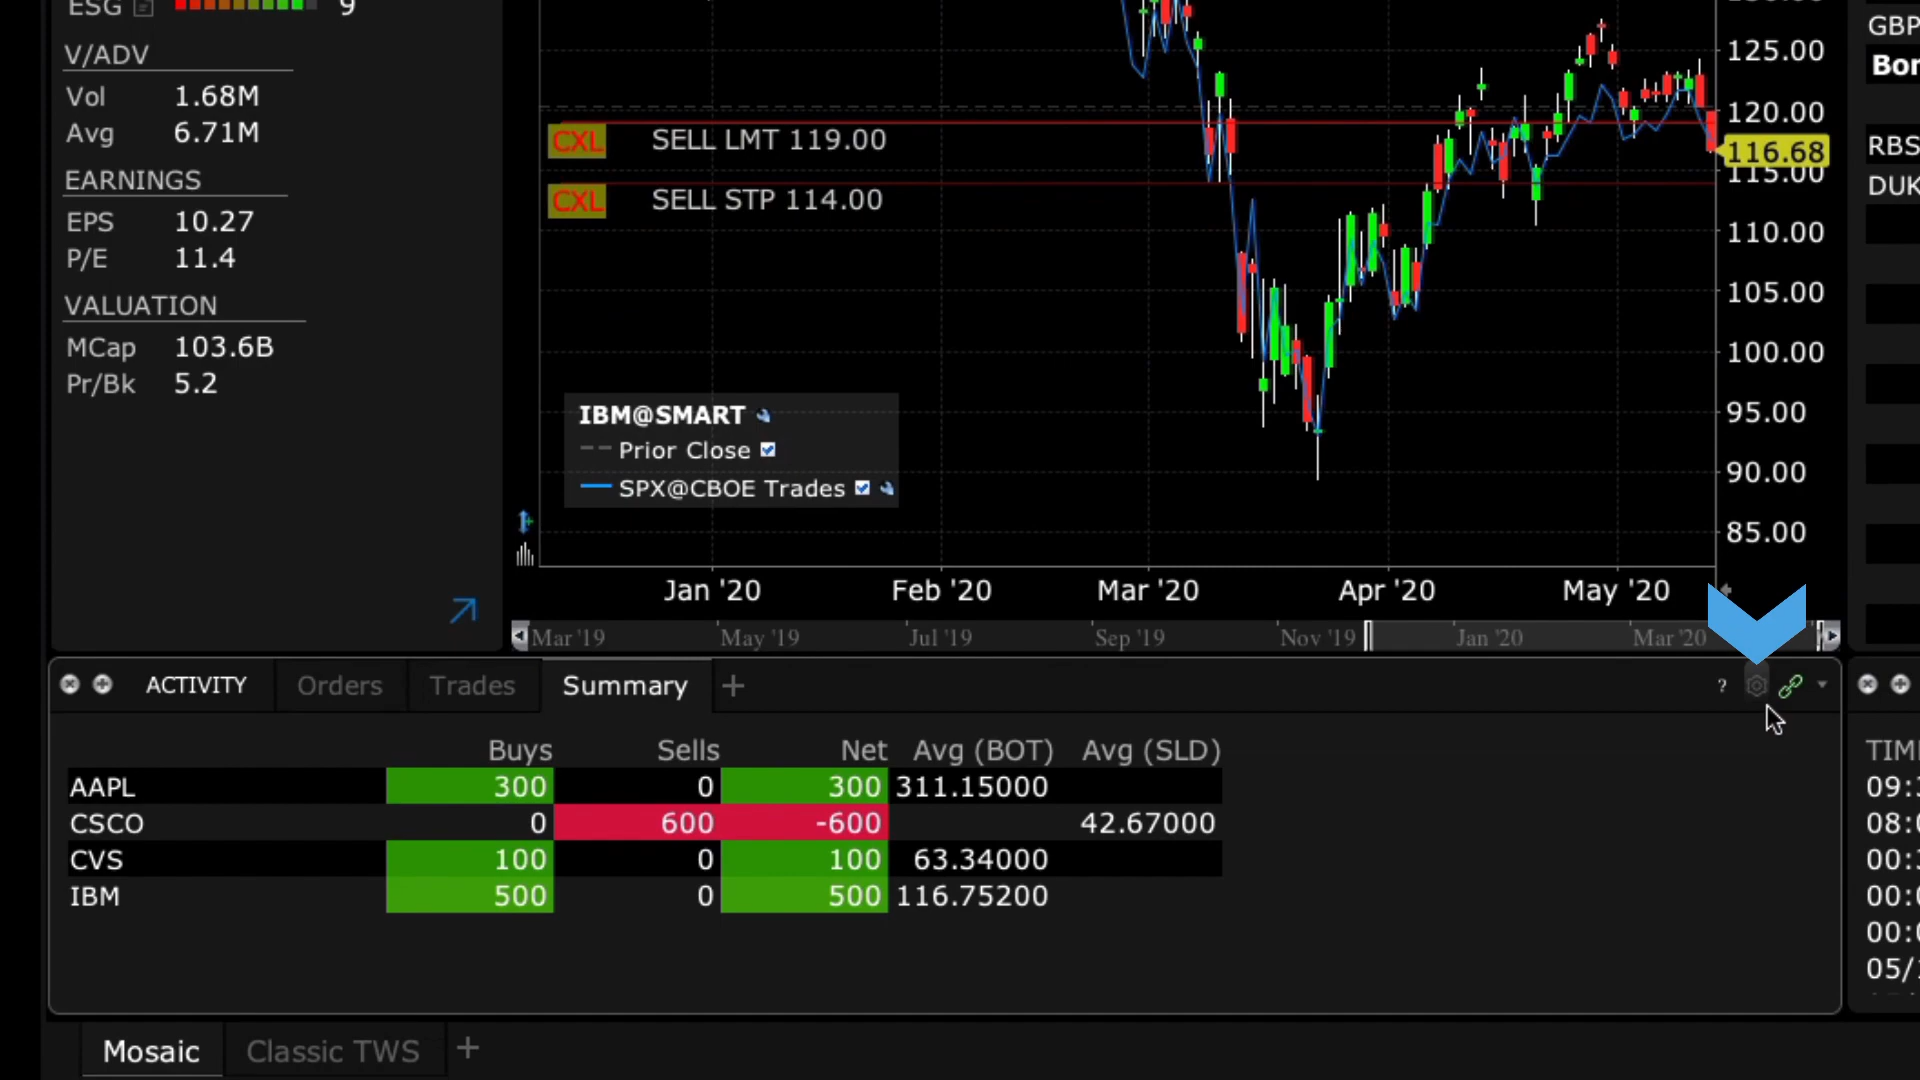 ESG 9
V/ADV
Vol 1.68M
Avg 6.71M
EARNINGS
EPS 10.27
P/E 11.4
VALUATION
MCap 103.6B
Pr/Bk 5.2
CXL SELL LMT 119.00
CXL SELL STP 114.00
IBM@SMART
Prior Close
SPX@CBOE Trades
125.00
120.00
116.68
115.00
110.00
105.00
100.00
95.00
90.00
85.00
Jan '20 Feb '20 Mar '20 Apr '20 May '20
Mar '19 May '19 Jul '19 Sep '19 Nov '19 Jan '20 Mar '20
GBP
RBS
DUK
ACTIVITY Orders Trades Summary + ?
Buys Sells Net Avg (BOT) Avg (SLD)
AAPL 300 0 300 311.15000
CSCO 0 600 -600 42.67000
CVS 100 0 100 63.34000
IBM 500 0 500 116.75200
09:
08:
00:
00:
00:
05/
Mosaic Classic TWS +